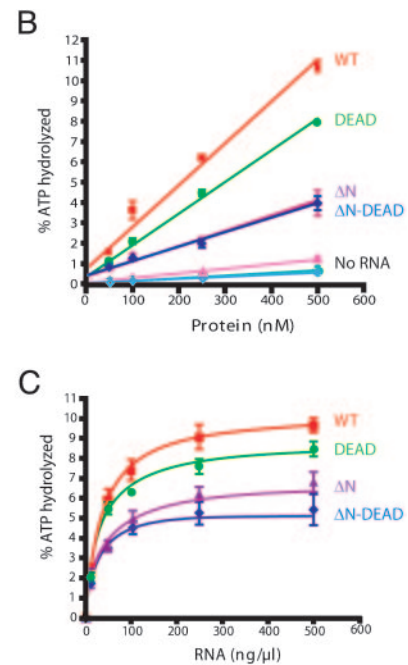 B
12
11
10
9
8
7
6
5
4
3
2
1
0
% ATP hydrolyzed
WT
DEAD
ΔN
ΔN-DEAD
No RNA
0 100 200 300 400 500 600
Protein (nM)
C
11
10
9
8
7
6
5
4
3
2
1
0
% ATP hydrolyzed
WT
DEAD
ΔN
ΔN-DEAD
0 100 200 300 400 500 600
RNA (ng/µl)